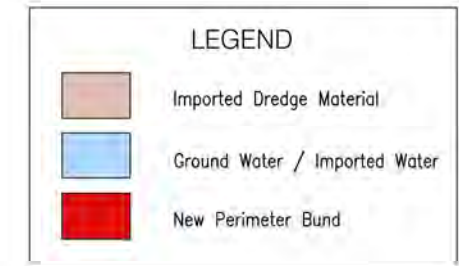 LEGEND
Imported Dredge Material
Ground Water / Imported Water
New Perimeter Bund